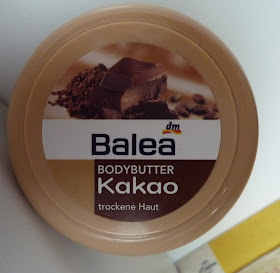 dm
Balea
BODYBUTTER
Kakao
trockene Haut